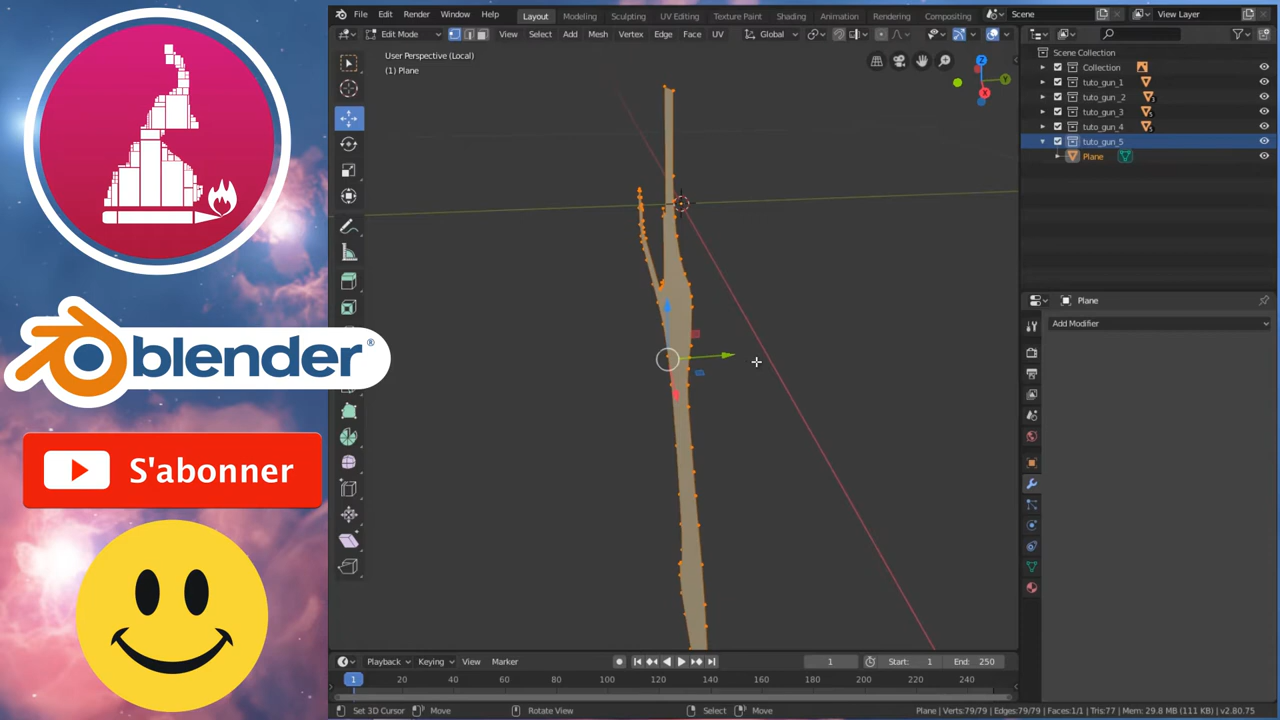 blender®
S'abonner
File Edit Render Window Help Layout Modeling Sculpting UV Editing Texture Paint Shading Animation Rendering Compositing Scene View Layer
Edit Mode View Select Add Mesh Vertex Edge Face UV Global
User Perspective (Local)
(1) Plane
Z
Y
X
Scene Collection
Collection
tuto_gun_1
tuto_gun _2
3
tuto_gun_3
5
tuto_gun_4
5
tuto_gun_5
Plane
Plane
Add Modifier
Playback Keying View Marker 1 Start: 1 End: 250
1 20 40 60 80 100 120 140 160 180 200 220 240
Set 3D Cursor Move Rotate View Select Move Plane | Verts:79/79 | Edges:79/79 | Faces:1/1 | Tris:77 | Mem: 29.8 MB (111 KB) | v2.80.75